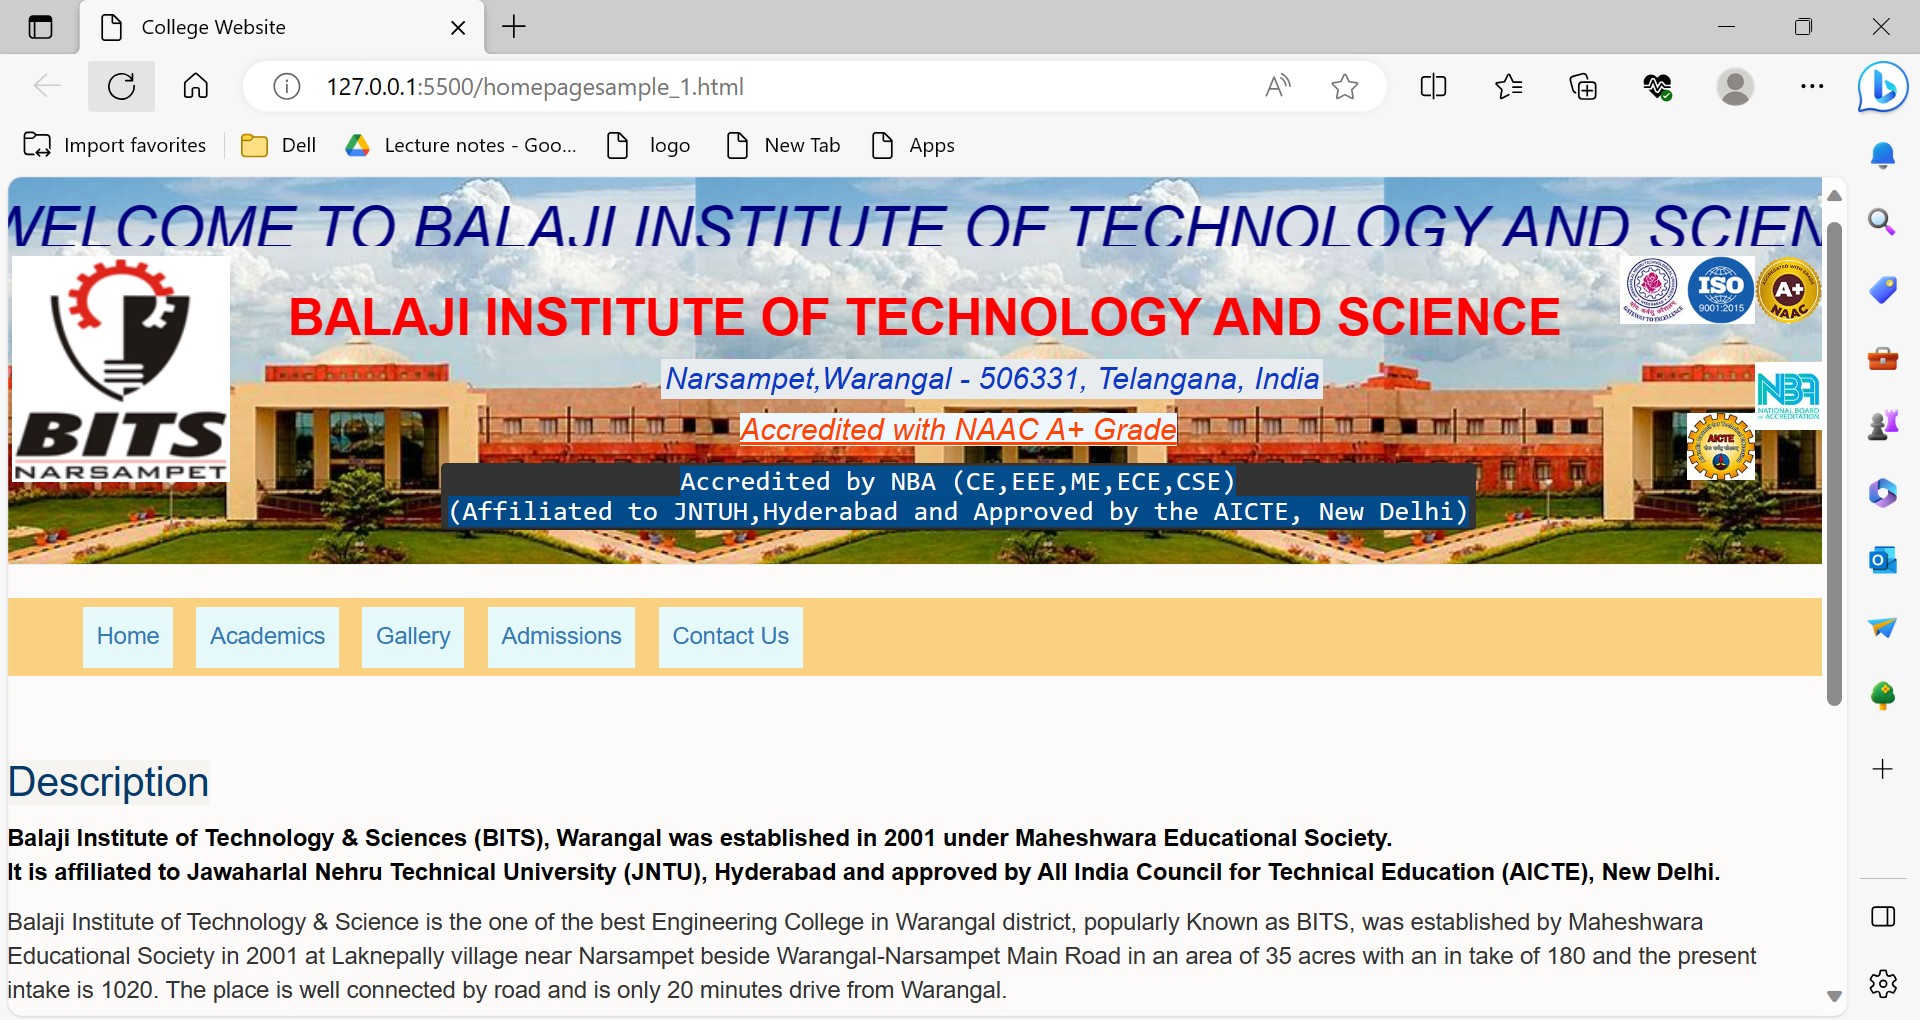 College Website
127.0.0.1:5500/homepagesample_1.html
Import favorites Dell Lecture notes - Goo... logo New Tab Apps
WELCOME TO BALAJI INSTITUTE OF TECHNOLOGY AND SCIEN
BITS
NARSAMPET
BALAJI INSTITUTE OF TECHNOLOGY AND SCIENCE
ISO
9001:2015
A+
NAAC
Narsampet,Warangal - 506331, Telangana, India
NBA
NATIONAL BOARD
OF ACCREDITATION
Accredited with NAAC A+ Grade
AICTE
Accredited by NBA (CE,EEE,ME,ECE,CSE)
(Affiliated to JNTUH,Hyderabad and Approved by the AICTE, New Delhi)
Home Academics Gallery Admissions Contact Us
Description
Balaji Institute of Technology & Sciences (BITS), Warangal was established in 2001 under Maheshwara Educational Society.
It is affiliated to Jawaharlal Nehru Technical University (JNTU), Hyderabad and approved by All India Council for Technical Education (AICTE), New Delhi.
Balaji Institute of Technology & Science is the one of the best Engineering College in Warangal district, popularly Known as BITS, was established by Maheshwara
Educational Society in 2001 at Laknepally village near Narsampet beside Warangal-Narsampet Main Road in an area of 35 acres with an in take of 180 and the present
intake is 1020. The place is well connected by road and is only 20 minutes drive from Warangal.